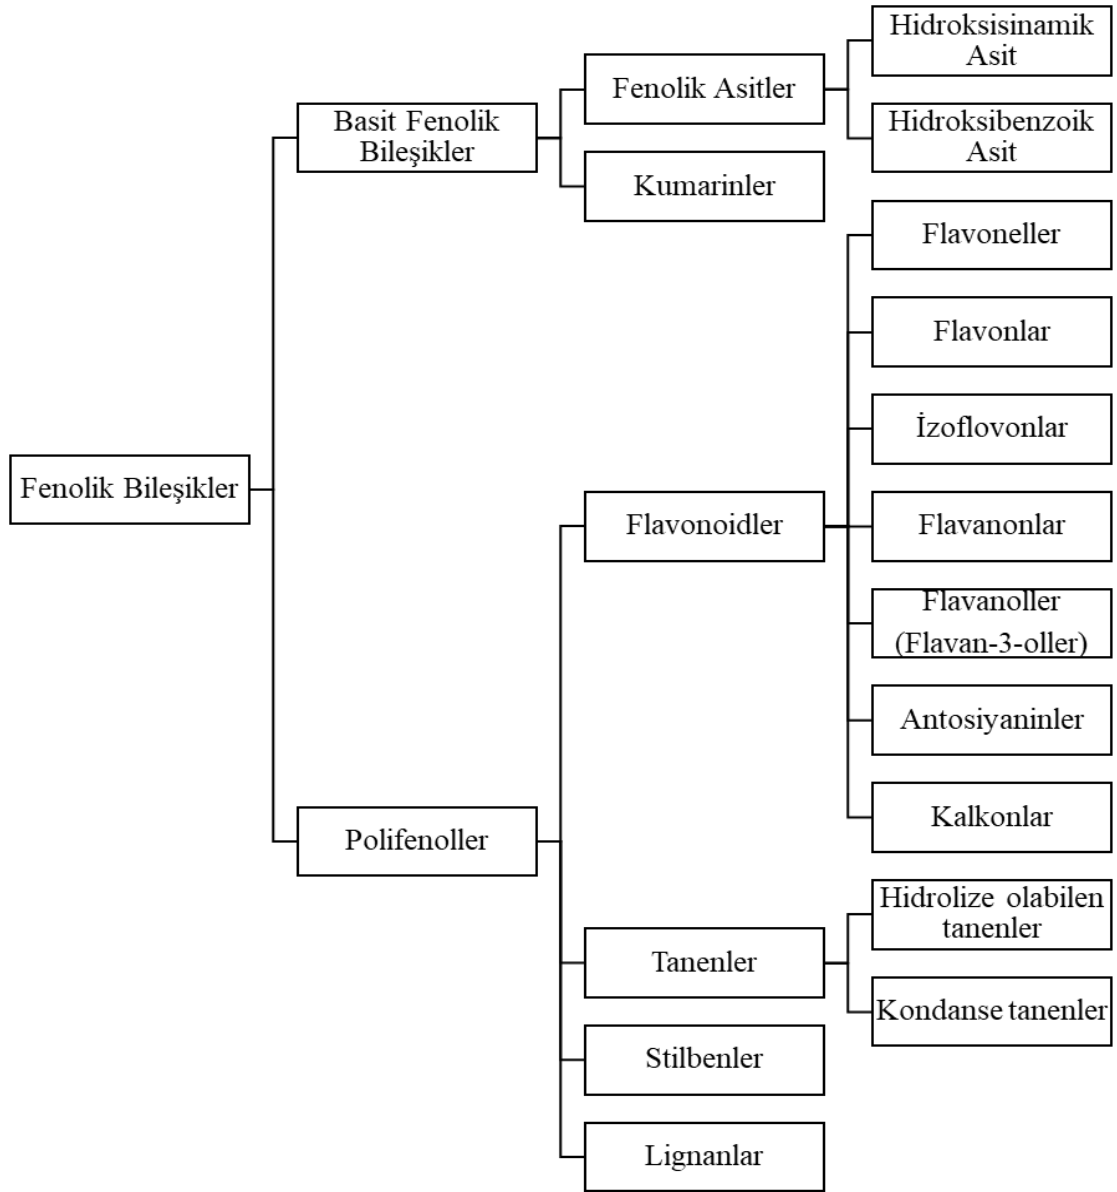 Hidroksisinamik
Asit
Fenolik Asitler
Basit Fenolik
Bileşikler
Hidroksibenzoik
Asit
Kumarinler
Flavoneller
Flavonlar
İzoflovonlar
Fenolik Bileşikler
Flavonoidler
Flavanonlar
Flavanoller
(Flavan-3-oller)
Antosiyaninler
Kalkonlar
Polifenoller
Hidrolize olabilen
tanenler
Tanenler
Kondanse tanenler
Stilbenler
Lignanlar